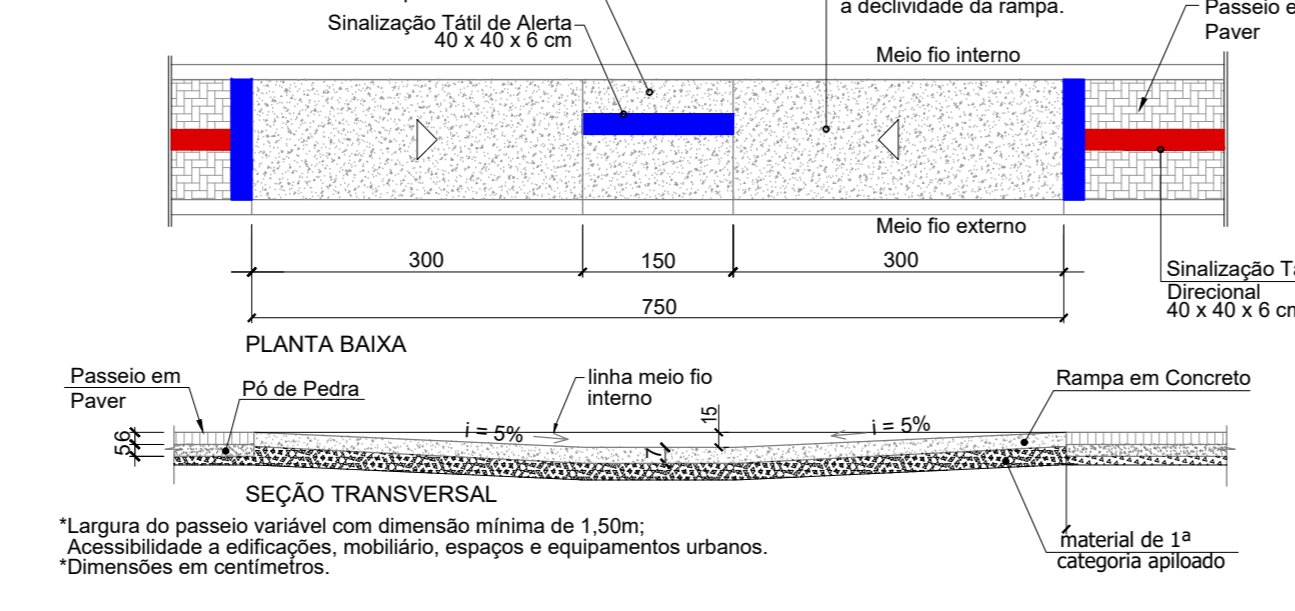 a declividade da rampa.
Sinalização Tátil de Alerta
40 x 40 x 6 cm
Passeio e
Paver
Meio fio interno
Meio fio externo
300
150
300
750
Sinalização Ta
Direcional
40 x 40 x 6 cm
PLANTA BAIXA
Passeio em
Paver
Pó de Pedra
linha meio fio
interno
Rampa em Concreto
i = 5%
15
i = 5%
5 6
7
SEÇÃO TRANSVERSAL
material de 1ª
categoria apiloado
*Largura do passeio variável com dimensão mínima de 1,50m;
Acessibilidade a edificações, mobiliário, espaços e equipamentos urbanos.
*Dimensões em centímetros.